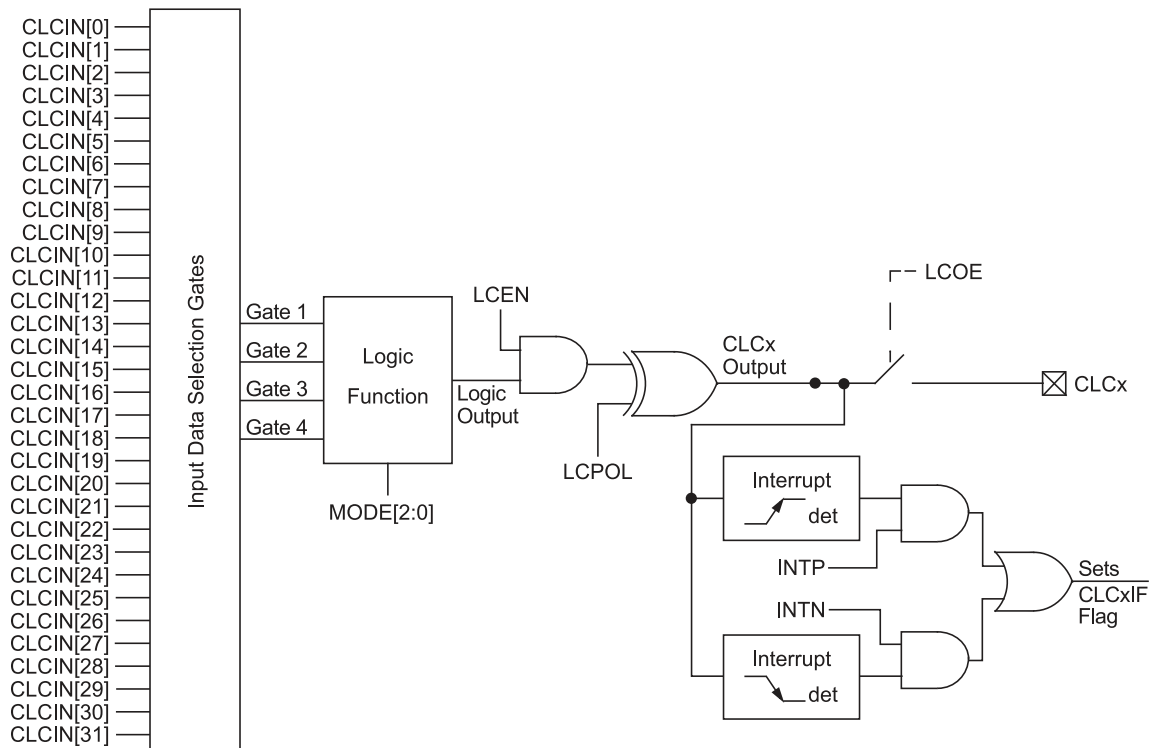 CLCIN[0]
CLCIN[1]
CLCIN[2]
CLCIN[3]
CLCIN[4]
CLCIN[5]
CLCIN[6]
CLCIN[7]
CLCIN[8]
CLCIN[9]
CLCIN[10]
CLCIN[11]
CLCIN[12]
CLCIN[13]
CLCIN[14]
CLCIN[15]
CLCIN[16]
CLCIN[17]
CLCIN[18]
CLCIN[19]
CLCIN[20]
CLCIN[21]
CLCIN[22]
CLCIN[23]
CLCIN[24]
CLCIN[25]
CLCIN[26]
CLCIN[27]
CLCIN[28]
CLCIN[29]
CLCIN[30]
CLCIN[31]
Input Data Selection Gates
Gate 1
Gate 2
Gate 3
Gate 4
Logic
Function
MODE[2:0]
Logic
Output
LCEN
LCPOL
CLCx
Output
LCOE
CLCx
Interrupt
det
INTP
INTN
Interrupt
det
Sets
CLCxIF
Flag